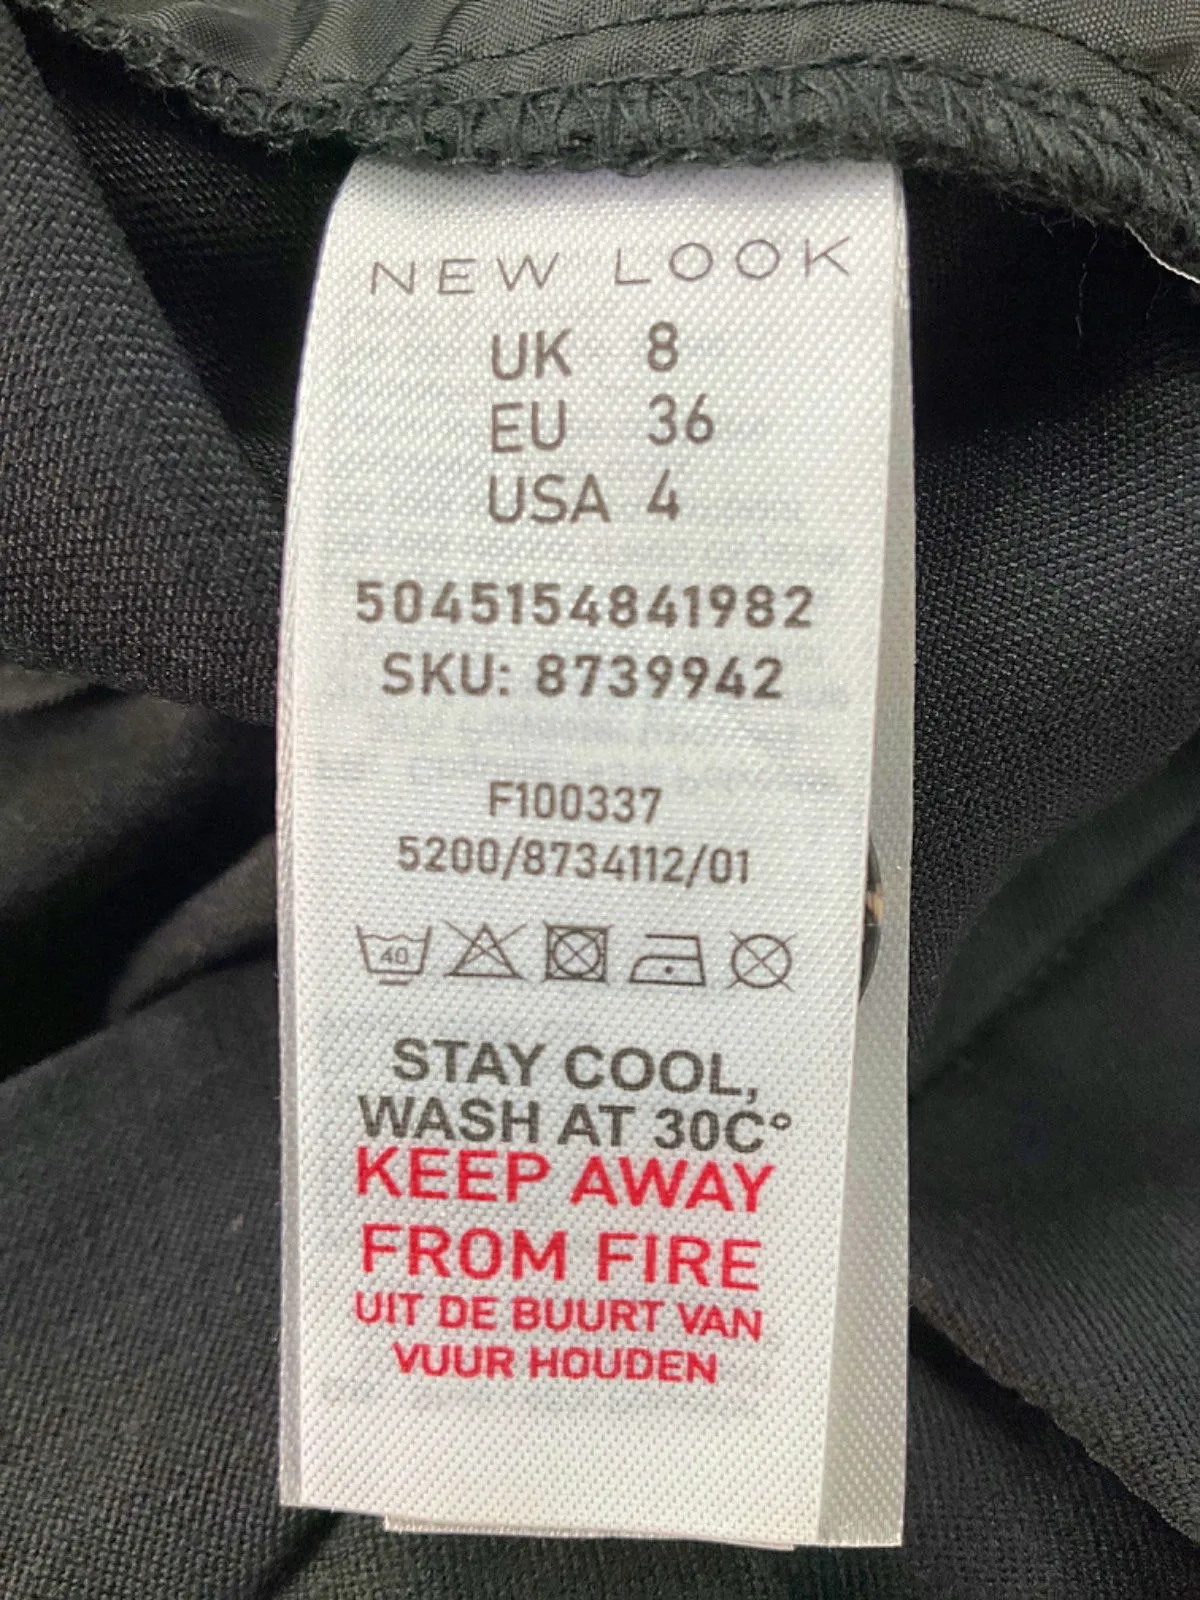 NEW LOOK
UK 8
EU 36
USA 4
5045154841982
SKU: 8739942
F100337
5200/8734112/01
40
STAY COOL,
WASH AT 30C°
KEEP AWAY
FROM FIRE
UIT DE BUURT VAN
VUUR HOUDEN